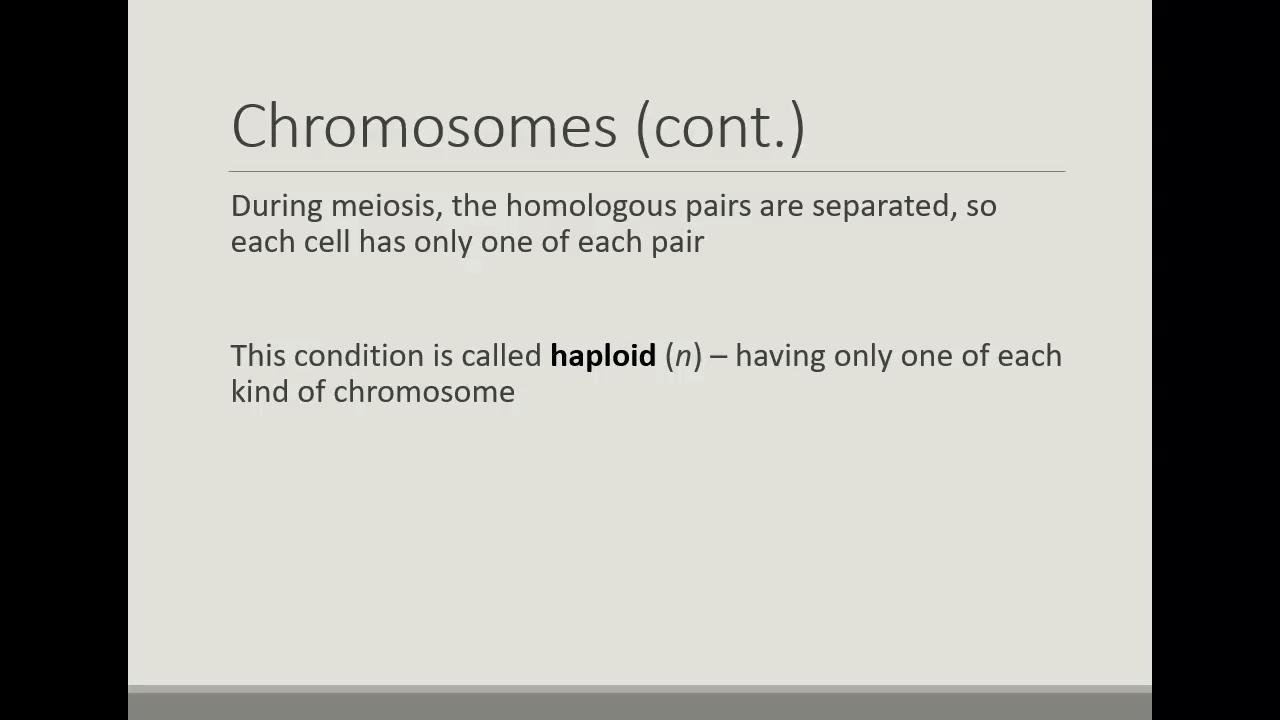 Chromosomes (cont.)
During meiosis, the homologous pairs are separated, so
each cell has only one of each pair
This condition is called haploid (n) – having only one of each
kind of chromosome